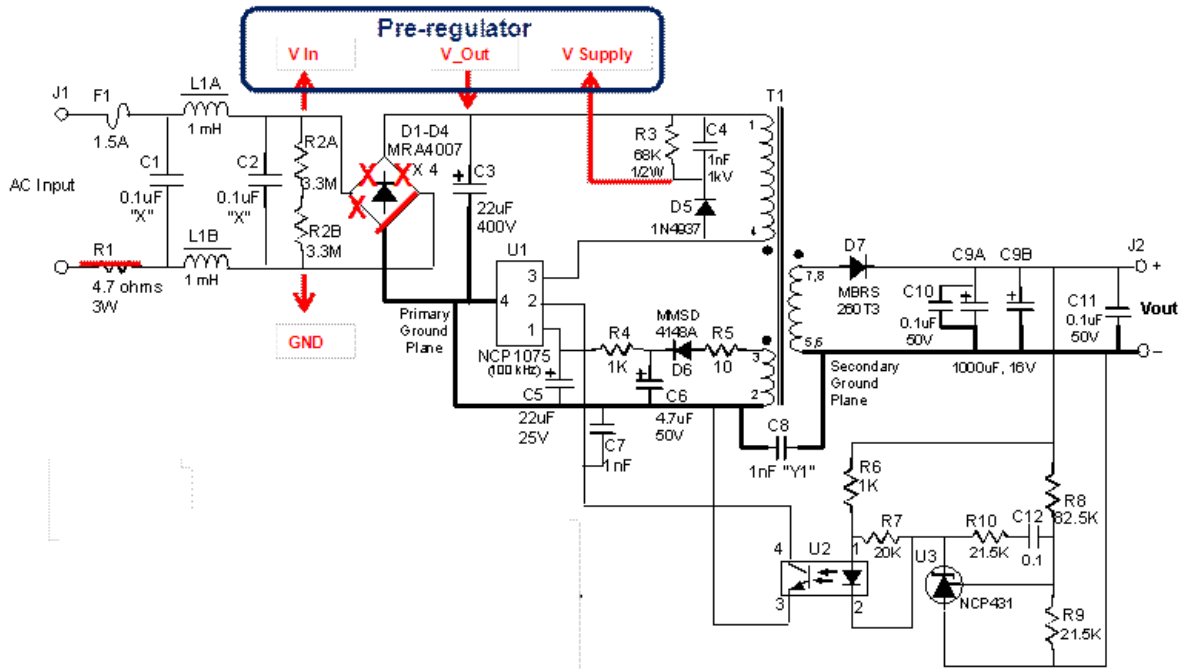 Pre-regulator
V In
V_Out
V Supply
J1
F1
1.5A
L1A
1 mH
C1
0.1uF
"X"
C2
0.1uF
"X"
R2A
3.3M
R2B
3.3M
AC Input
R1
4.7 ohms
3W
L1B
1 mH
GND
D1-D4
MRA4007
X 4
X
X
X
C3
22uF
400V
R3
68K
1/2W
C4
1nF
1kV
D5
1N4937
T1
1
4
3
2
7,8
5,6
U1
3
4
2
1
NCP1075
(100 kHz)
Primary
Ground
Plane
R4
1K
MMSD
4148A
D6
R5
10
C5
22uF
25V
C6
4.7uF
50V
C7
1nF
C8
1nF "Y1"
D7
MBRS
260T3
C9A
C9B
C10
0.1uF
50V
1000uF, 16V
C11
0.1uF
50V
J2
+
Vout
−
Secondary
Ground
Plane
R6
1K
R7
20K
R10
21.5K
C12
0.1
R8
82.5K
U2
4
1
3
2
U3
NCP431
R9
21.5K